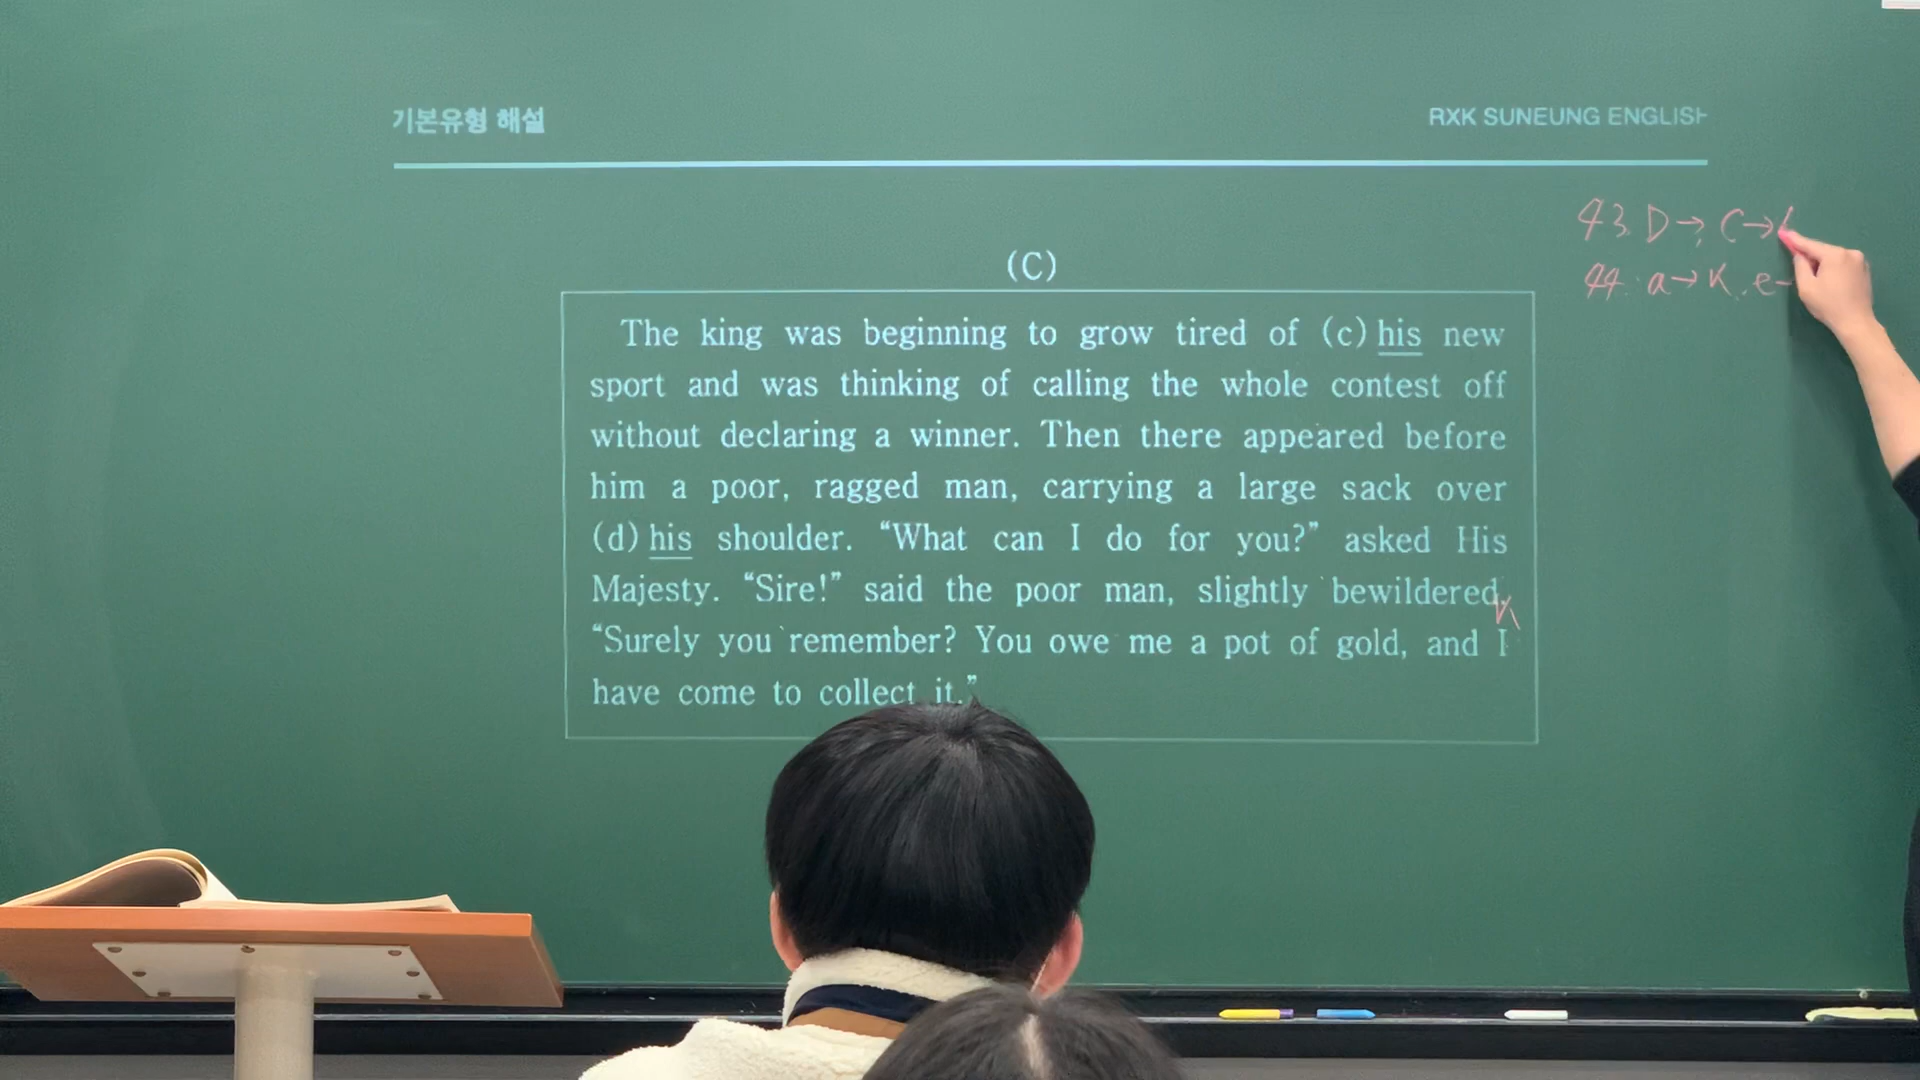 기본유형 해설
RXK SUNEUNG ENGLISH
43. D→ C→
44. a→K, e→
(C)
The king was beginning to grow tired of (c) his new
sport and was thinking of calling the whole contest off
without declaring a winner. Then there appeared before
him a poor, ragged man, carrying a large sack over
(d) his shoulder. “What can I do for you?” asked His
Majesty. “Sire!” said the poor man, slightly bewildered.
“Surely you remember? You owe me a pot of gold, and I
have come to collect it.”